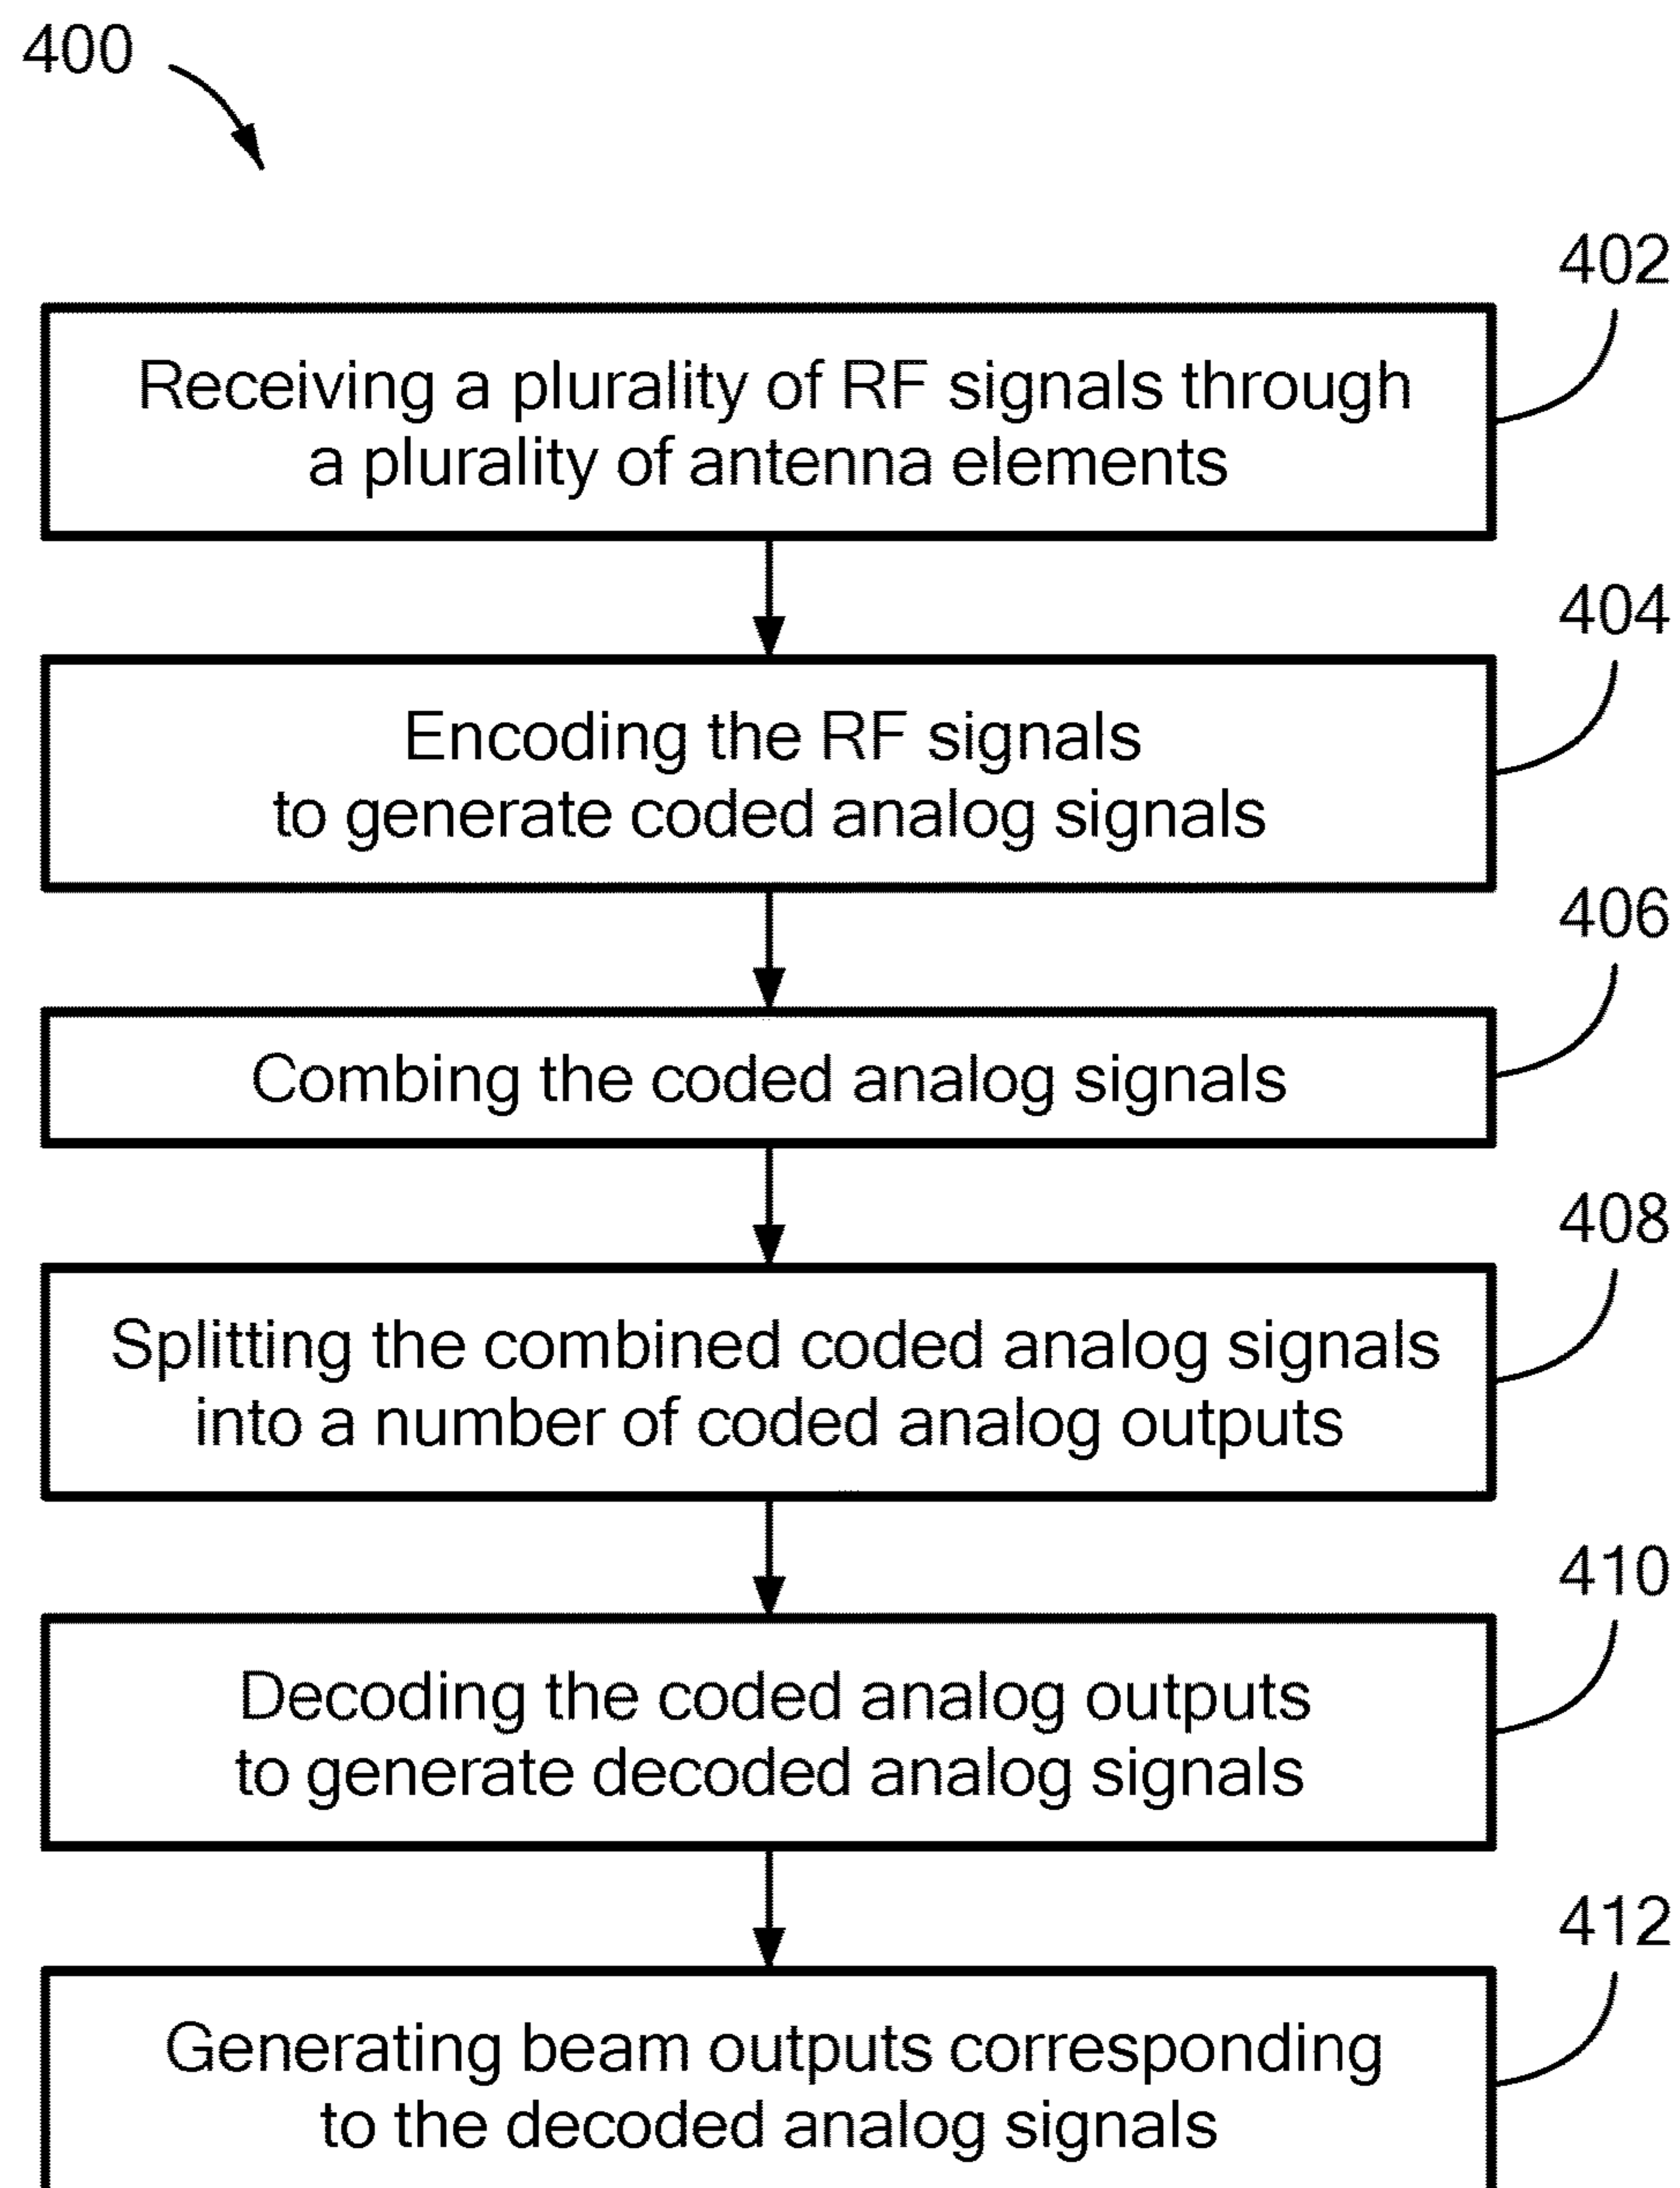 400
402
Receiving a plurality of RF signals through
a plurality of antenna elements
404
Encoding the RF signals
to generate coded analog signals
406
Combing the coded analog signals
408
Splitting the combined coded analog signals
into a number of coded analog outputs
410
Decoding the coded analog outputs
to generate decoded analog signals
412
Generating beam outputs corresponding
to the decoded analog signals